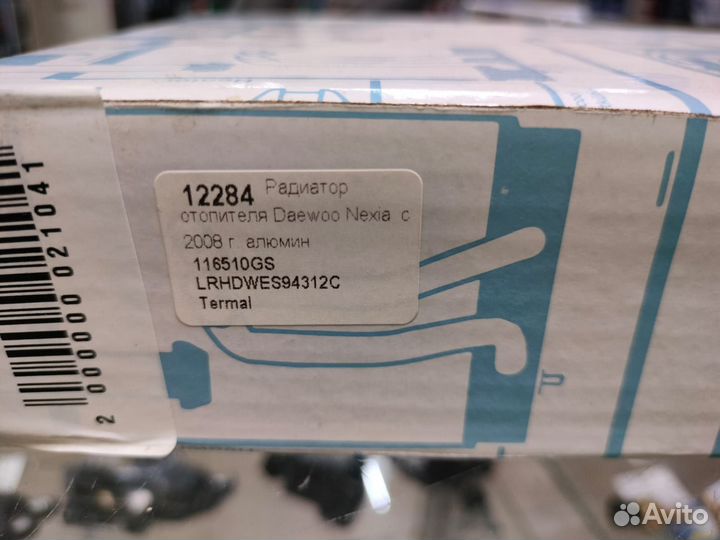 12284 Радиатор
отопителя Daewoo Nexia с
2008 г. алюмин
116510GS
LRHDWES94312C
Termal
2 000000 021041
Avito